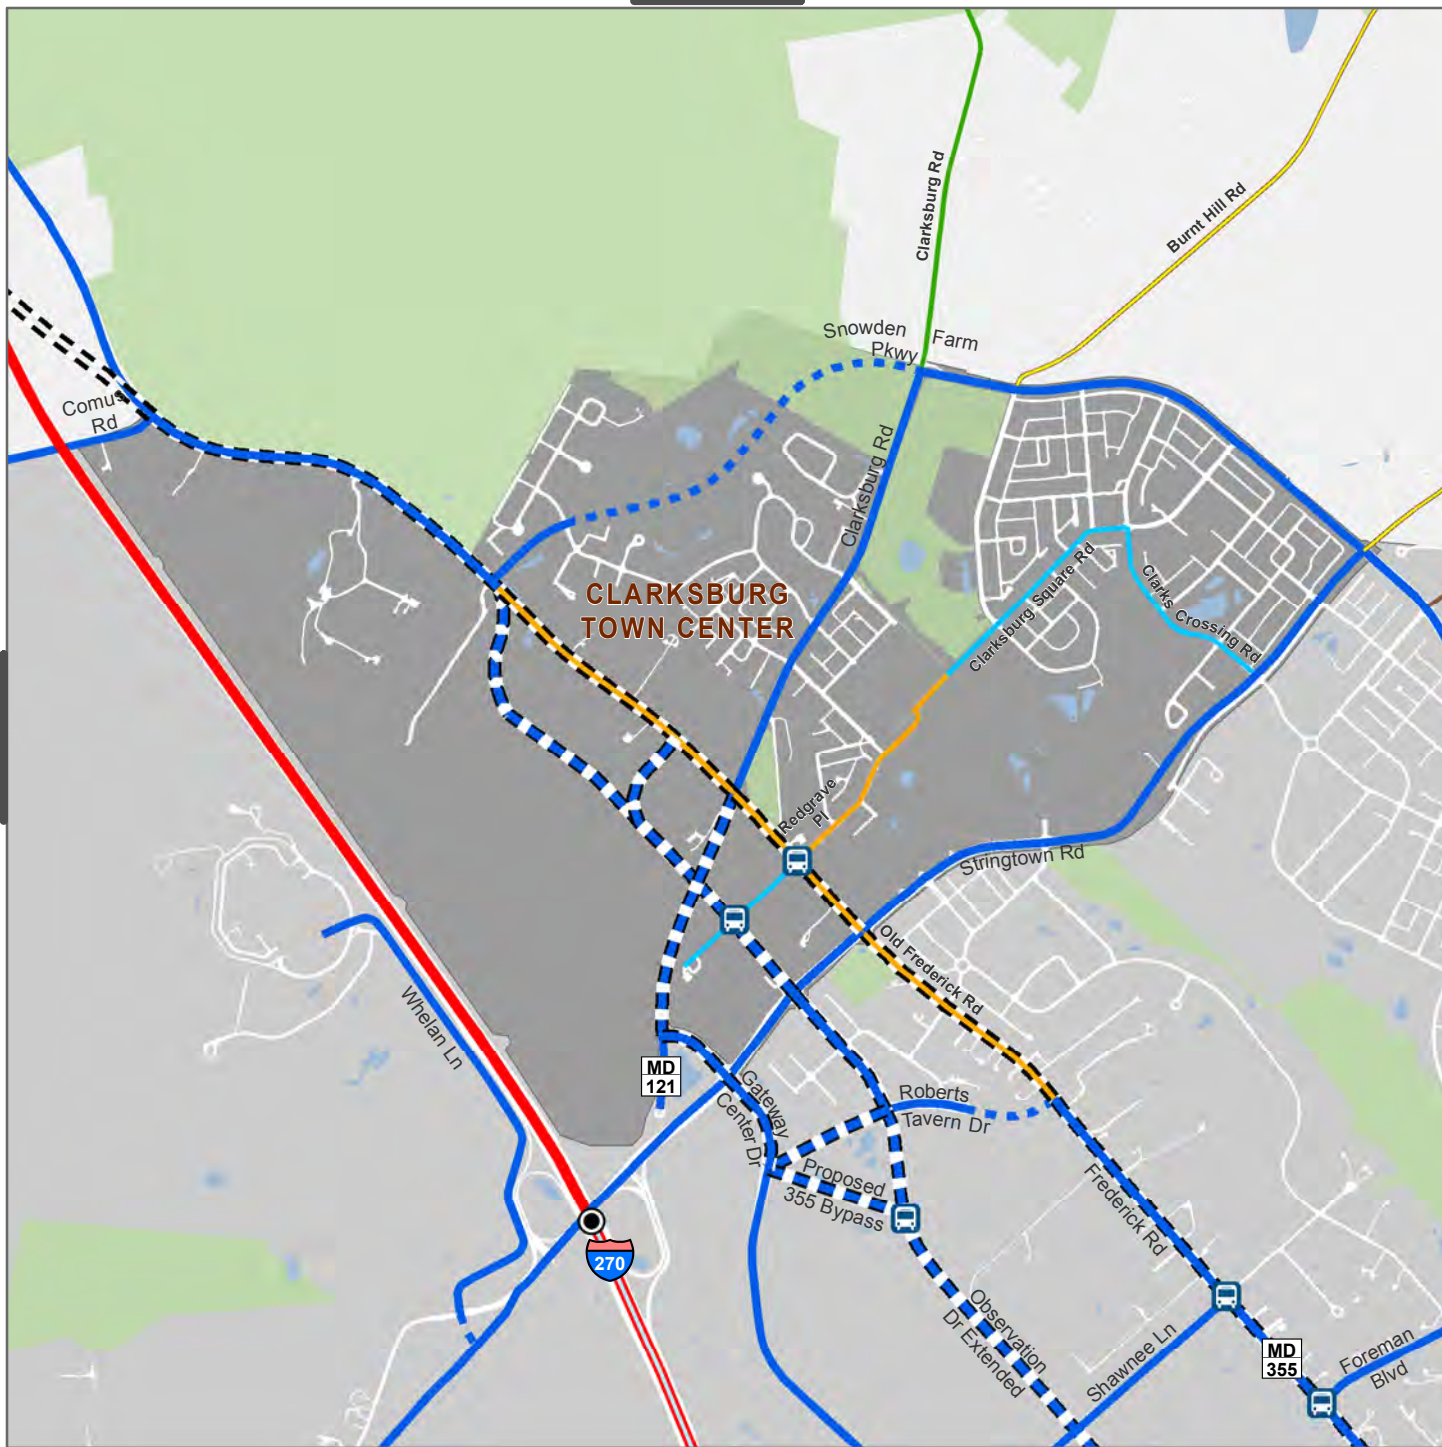 Clarksburg Rd
Burnt Hill Rd
Snowden
Pkwy
Farm
Comus
Rd
Clarksburg Rd
CLARKSBURG
TOWN CENTER
Clarksburg Square Rd
Clarks Crossing Rd
Redgrave
Pl
Stringtown Rd
Old Frederick Rd
Whelan Ln
MD
121
Gateway
Center Dr
Roberts
Tavern Dr
Proposed
355 Bypass
Frederick Rd
270
Observation
Dr Extended
Shawnee Ln
MD
355
Foreman
Blvd